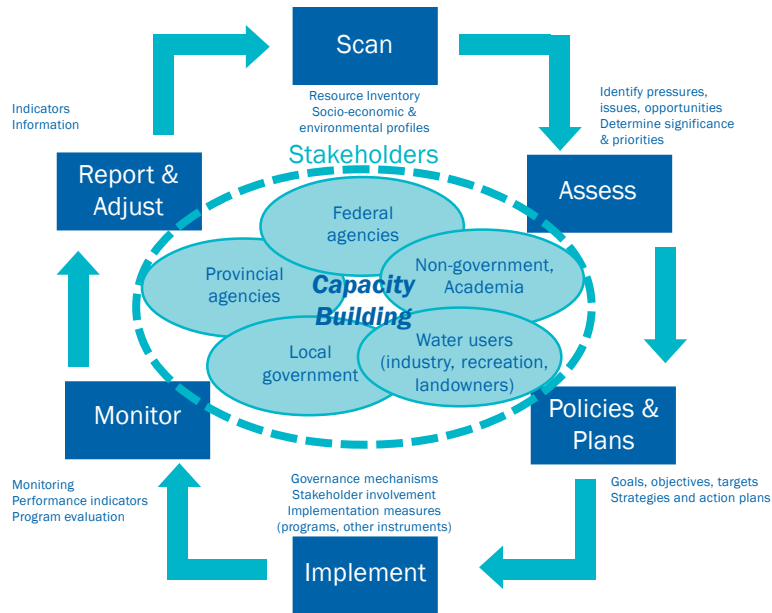 Scan
Resource Inventory
Socio-economic &
environmental profiles
Identify pressures,
issues, opportunities
Determine significance
& priorities
Assess
Policies &
Plans
Goals, objectives, targets
Strategies and action plans
Governance mechanisms
Stakeholder involvement
Implementation measures
(programs, other instruments)
Implement
Monitor
Monitoring
Performance indicators
Program evaluation
Report &
Adjust
Indicators
Information
Stakeholders
Federal
agencies
Provincial
agencies
Non-government,
Academia
Capacity
Building
Local
government
Water users
(industry, recreation,
landowners)